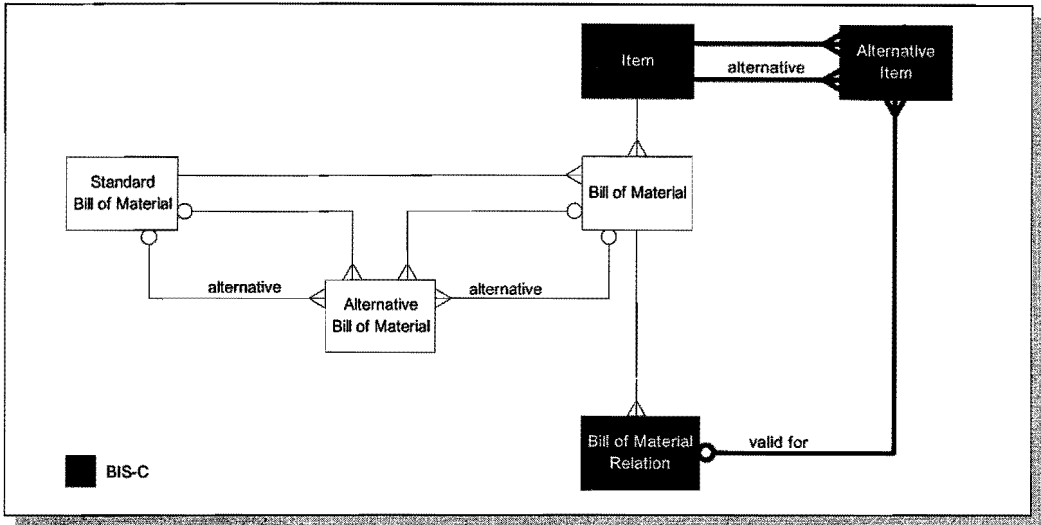 Item
alternative
Alternative
Item
Standard
Bill of Material
Bill of Material
alternative
Alternative
Bill of Material
alternative
Bill of Material
Relation
valid for
BIS-C